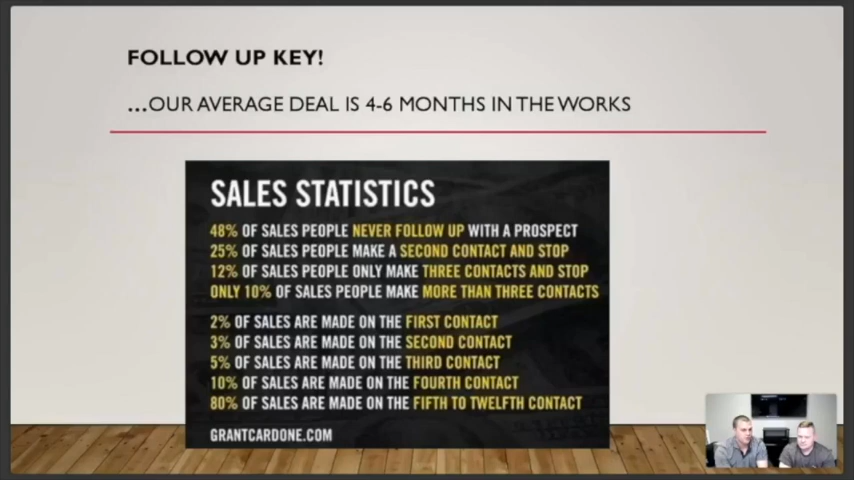 FOLLOW UP KEY!
...OUR AVERAGE DEAL IS 4-6 MONTHS IN THE WORKS
SALES STATISTICS
48% OF SALES PEOPLE NEVER FOLLOW UP WITH A PROSPECT
25% OF SALES PEOPLE MAKE A SECOND CONTACT AND STOP
12% OF SALES PEOPLE ONLY MAKE THREE CONTACTS AND STOP
ONLY 10% OF SALES PEOPLE MAKE MORE THAN THREE CONTACTS
2% OF SALES ARE MADE ON THE FIRST CONTACT
3% OF SALES ARE MADE ON THE SECOND CONTACT
5% OF SALES ARE MADE ON THE THIRD CONTACT
10% OF SALES ARE MADE ON THE FOURTH CONTACT
80% OF SALES ARE MADE ON THE FIFTH TO TWELFTH CONTACT
GRANTCARDONE.COM